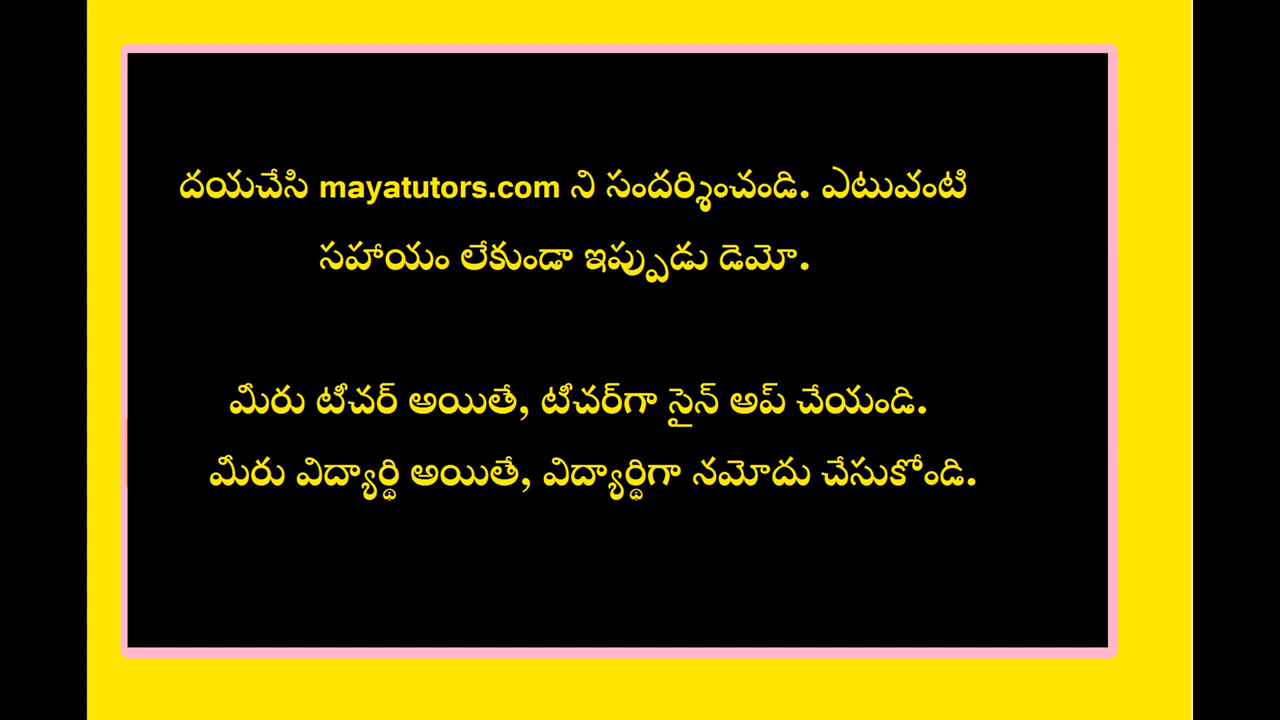 దయచేసి mayatutors.com ని సందర్శించండి. ఎటువంటి
సహాయం లేకుండా ఇప్పుడు డెమో.
మీరు టీచర్ అయితే, టీచర్‌గా సైన్ అప్ చేయండి.
మీరు విద్యార్థి అయితే, విద్యార్థిగా నమోదు చేసుకోండి.